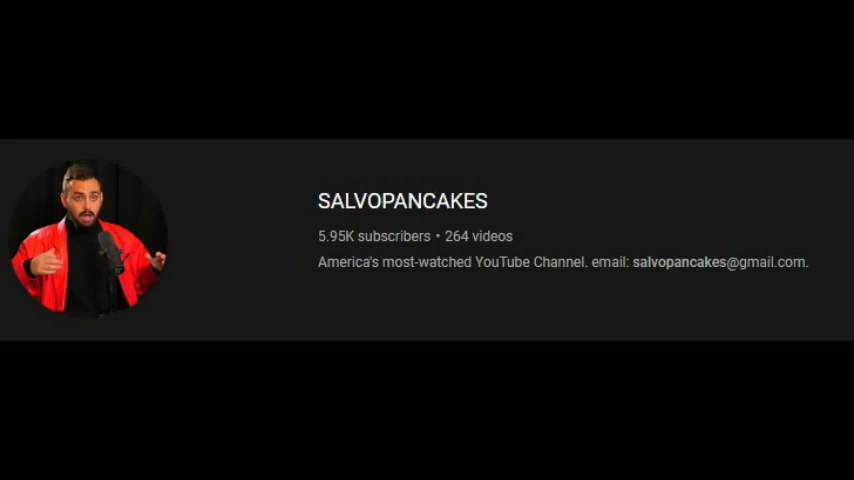 SALVOPANCAKES
5.95K subscribers • 264 videos
America's most-watched YouTube Channel. email: salvopancakes@gmail.com.